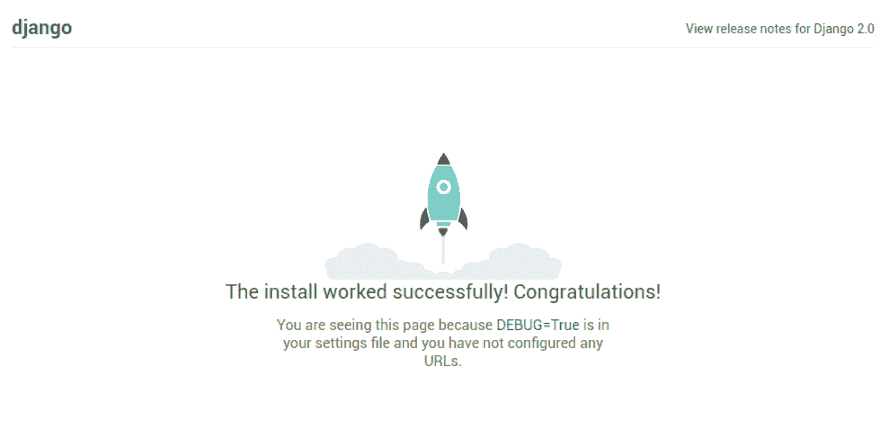 django
View release notes for Django 2.0
The install worked successfully! Congratulations!
You are seeing this page because DEBUG=True is in
your settings file and you have not configured any
URLs.